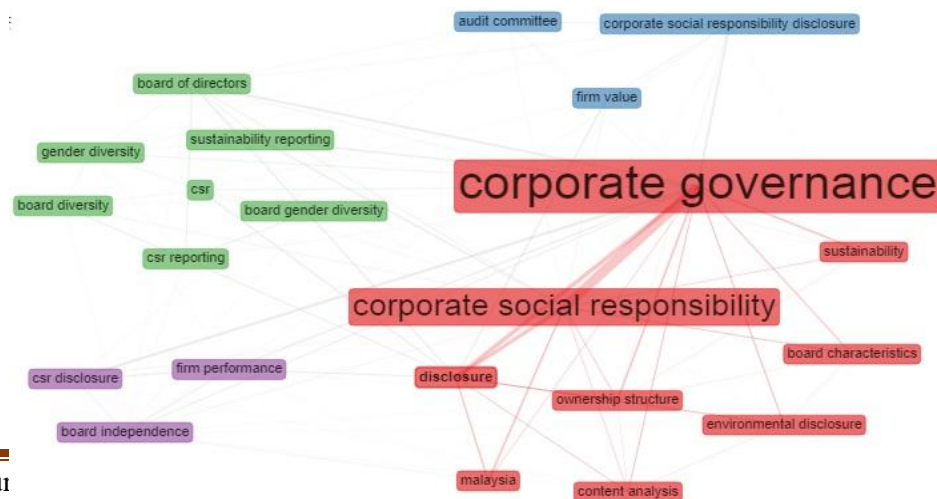 audit committee
corporate social responsibility disclosure
board of directors
firm value
sustainability reporting
gender diversity
corporate governance
csr
board diversity
board gender diversity
sustainability
csr reporting
corporate social responsibility
board characteristics
firm performance
csr disclosure
disclosure
ownership structure
environmental disclosure
board independence
malaysia
content analysis